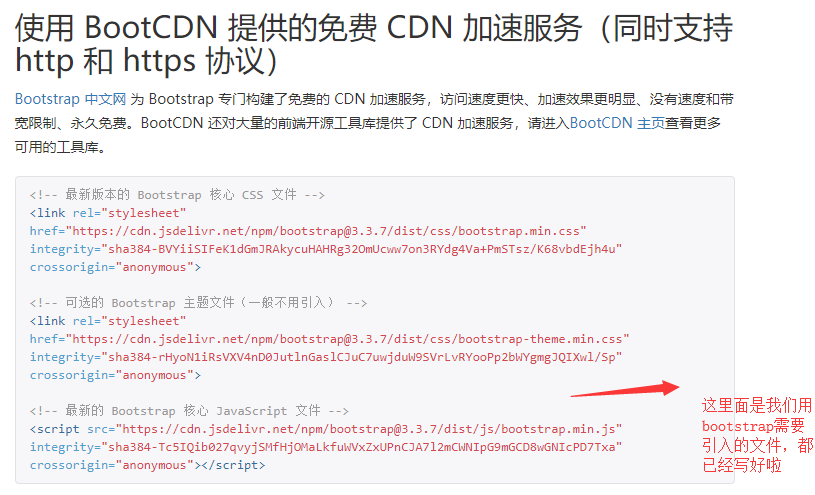 使用 BootCDN 提供的免费 CDN 加速服务（同时支持
http 和 https 协议）
Bootstrap 中文网 为 Bootstrap 专门构建了免费的 CDN 加速服务，访问速度更快、加速效果更明显、没有速度和带
宽限制、永久免费。BootCDN 还对大量的前端开源工具库提供了 CDN 加速服务，请进入BootCDN 主页查看更多
可用的工具库。
<!-- 最新版本的 Bootstrap 核心 CSS 文件 -->
<link rel="stylesheet"
href="https://cdn.jsdelivr.net/npm/bootstrap@3.3.7/dist/css/bootstrap.min.css"
integrity="sha384-BVYiiSIFeK1dGmJRAkycuHAHRg32OmUcww7on3RYdg4Va+PmSTsz/K68vbdEjh4u"
crossorigin="anonymous">
<!-- 可选的 Bootstrap 主题文件（一般不用引入） -->
<link rel="stylesheet"
href="https://cdn.jsdelivr.net/npm/bootstrap@3.3.7/dist/css/bootstrap-theme.min.css"
integrity="sha384-rHyoN1iRsVXV4nD0JutlnGaslCJuC7uwjduW9SVrLvRYooPp2bWYgmgJQIXwl/Sp"
crossorigin="anonymous">
<!-- 最新的 Bootstrap 核心 JavaScript 文件 -->
<script src="https://cdn.jsdelivr.net/npm/bootstrap@3.3.7/dist/js/bootstrap.min.js"
integrity="sha384-Tc5IQib027qvyjSMfHjOMaLkfuWVxZxUPnCJA7l2mCWNIpG9mGCD8wGNIcPD7Txa"
crossorigin="anonymous"></script>
这里面是我们用
bootstrap需要
引入的文件，都
已经写好啦